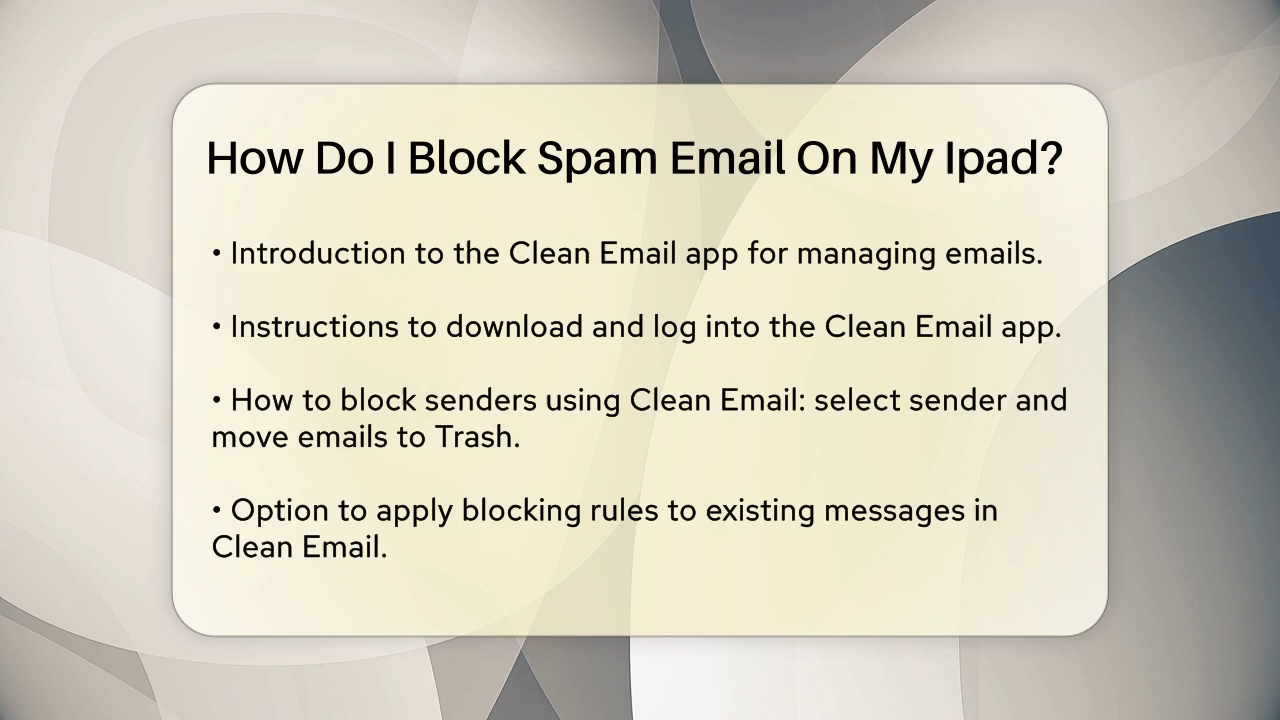 How Do I Block Spam Email On My Ipad?
• Introduction to the Clean Email app for managing emails.
• Instructions to download and log into the Clean Email app.
• How to block senders using Clean Email: select sender and
move emails to Trash.
• Option to apply blocking rules to existing messages in
Clean Email.